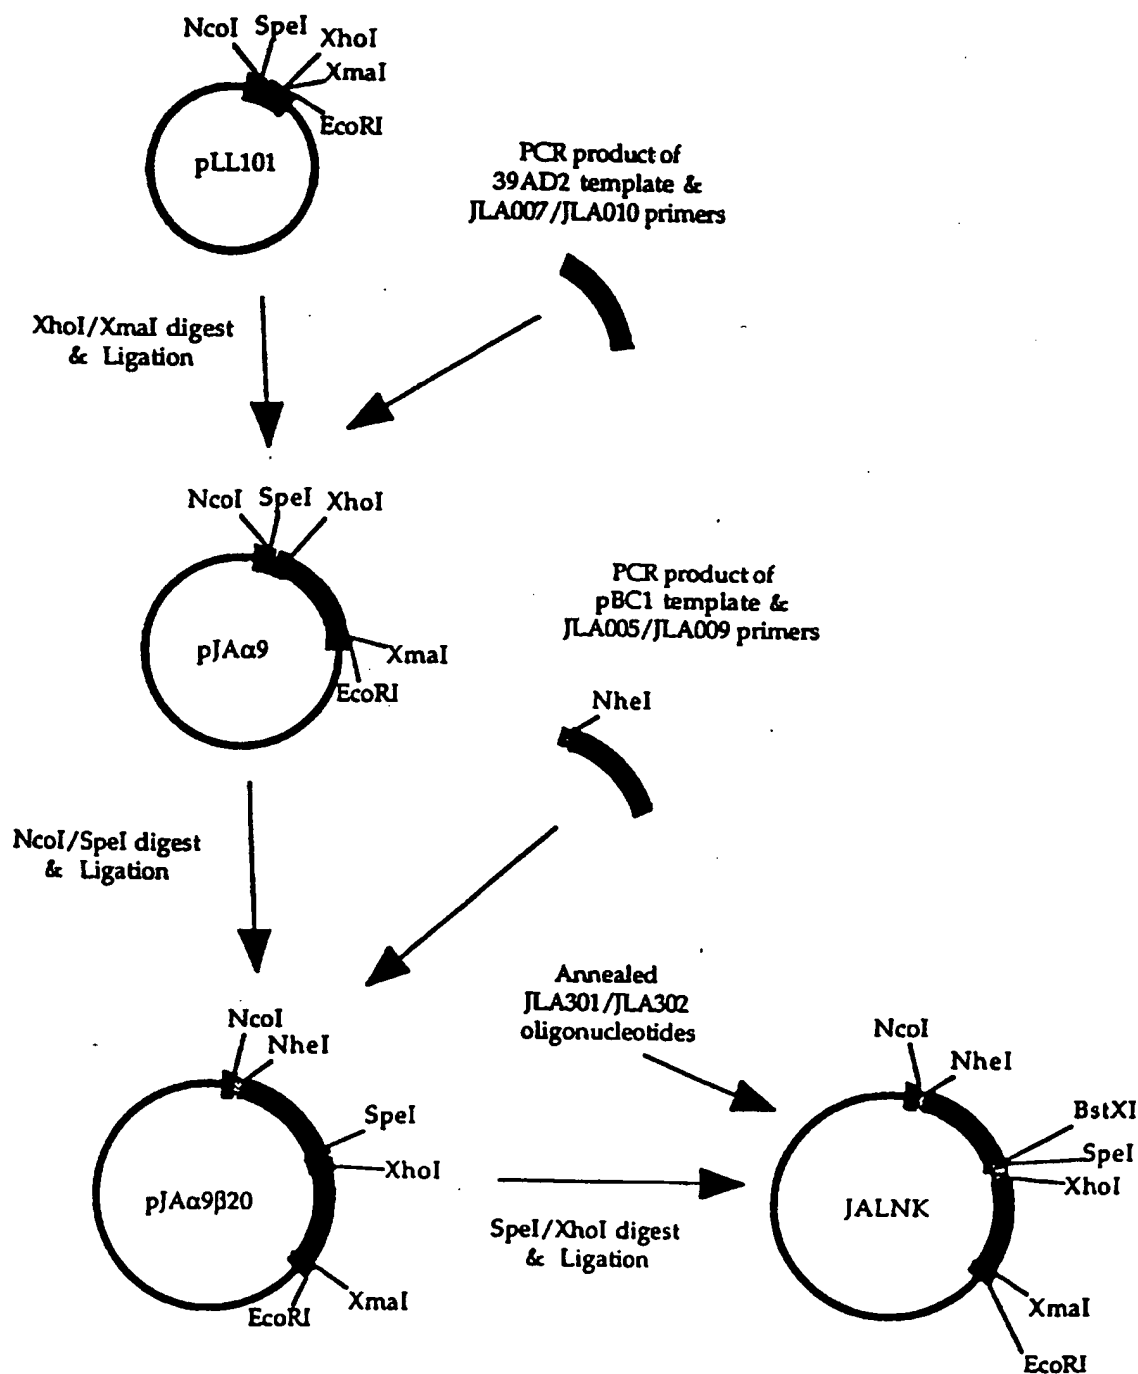 NcoI SpeI XhoI
XmaI
EcoRI
pLL101
PCR product of
39AD2 template &
JLA007/JLA010 primers
XhoI/XmaI digest
& Ligation
NcoI SpeI XhoI
pJAα9
XmaI
EcoRI
PCR product of
pBC1 template &
JLA005/JLA009 primers
NheI
NcoI/SpeI digest
& Ligation
Annealed
JLA301/JLA302
oligonucleotides
NcoI
NheI
SpeI
XhoI
pJAα9β20
XmaI
EcoRI
SpeI/XhoI digest
& Ligation
NcoI
NheI
BstXI
SpeI
XhoI
JALNK
XmaI
EcoRI